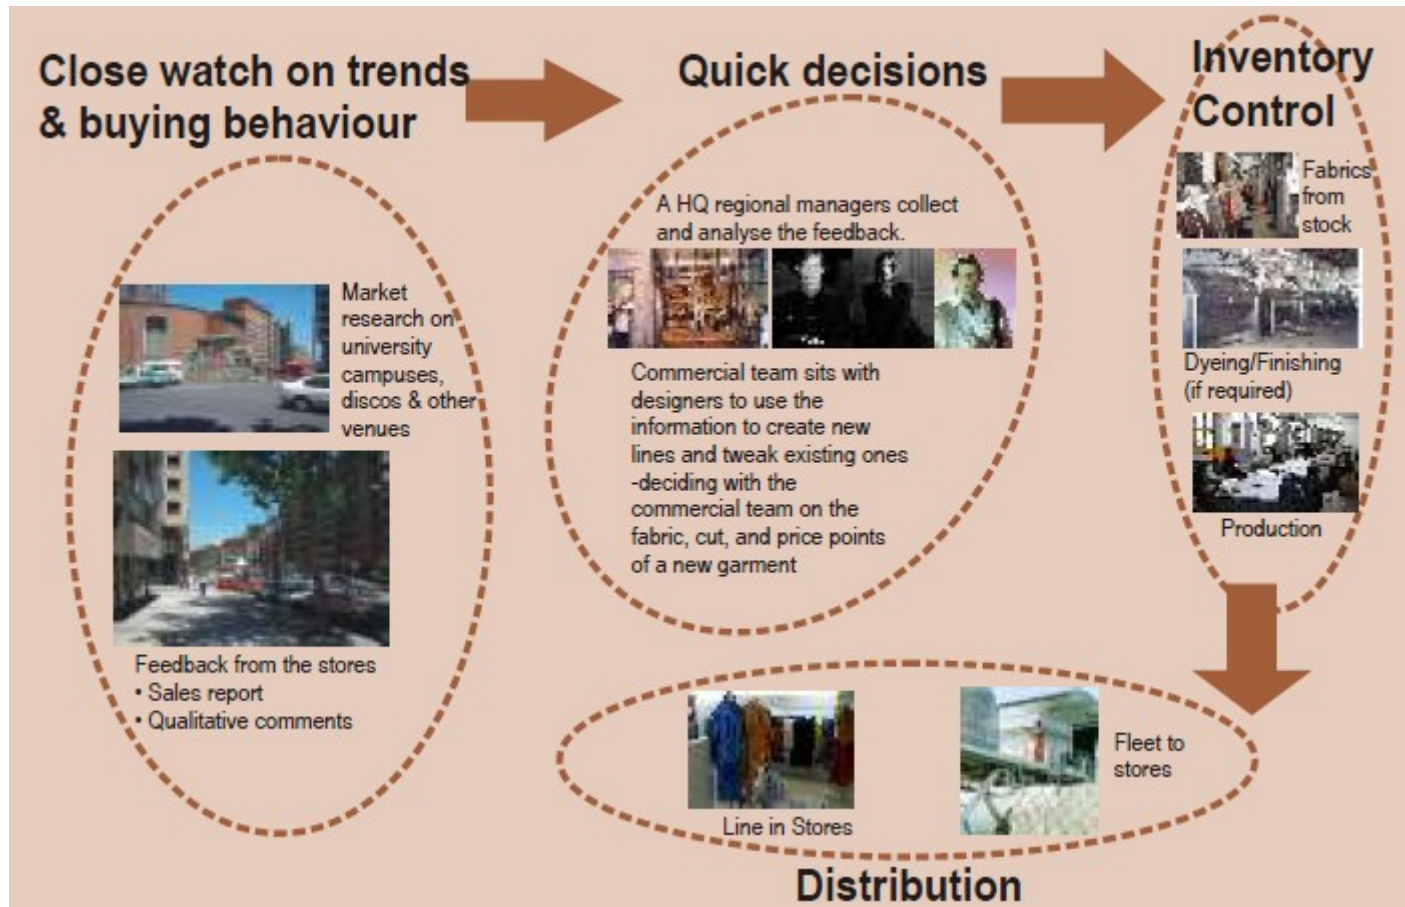 Close watch on trends
& buying behaviour
Market
research on
university
campuses,
discos & other
venues
Feedback from the stores
• Sales report
• Qualitative comments
Quick decisions
A HQ regional managers collect
and analyse the feedback.
Commercial team sits with
designers to use the
information to create new
lines and tweak existing ones
-deciding with the
commercial team on the
fabric, cut, and price points
of a new garment
Inventory
Control
Fabrics
from
stock
Dyeing/Finishing
(if required)
Production
Line in Stores
Fleet to
stores
Distribution